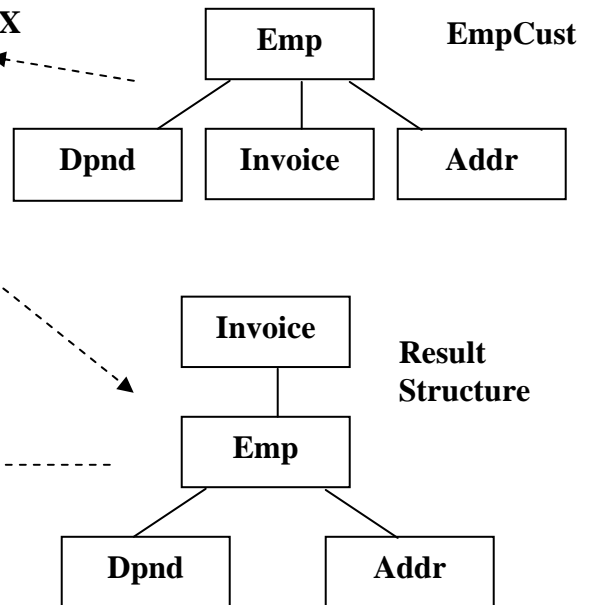 X
Emp
EmpCust
Dpnd
Invoice
Addr
Invoice
Result
Structure
Emp
Dpnd
Addr